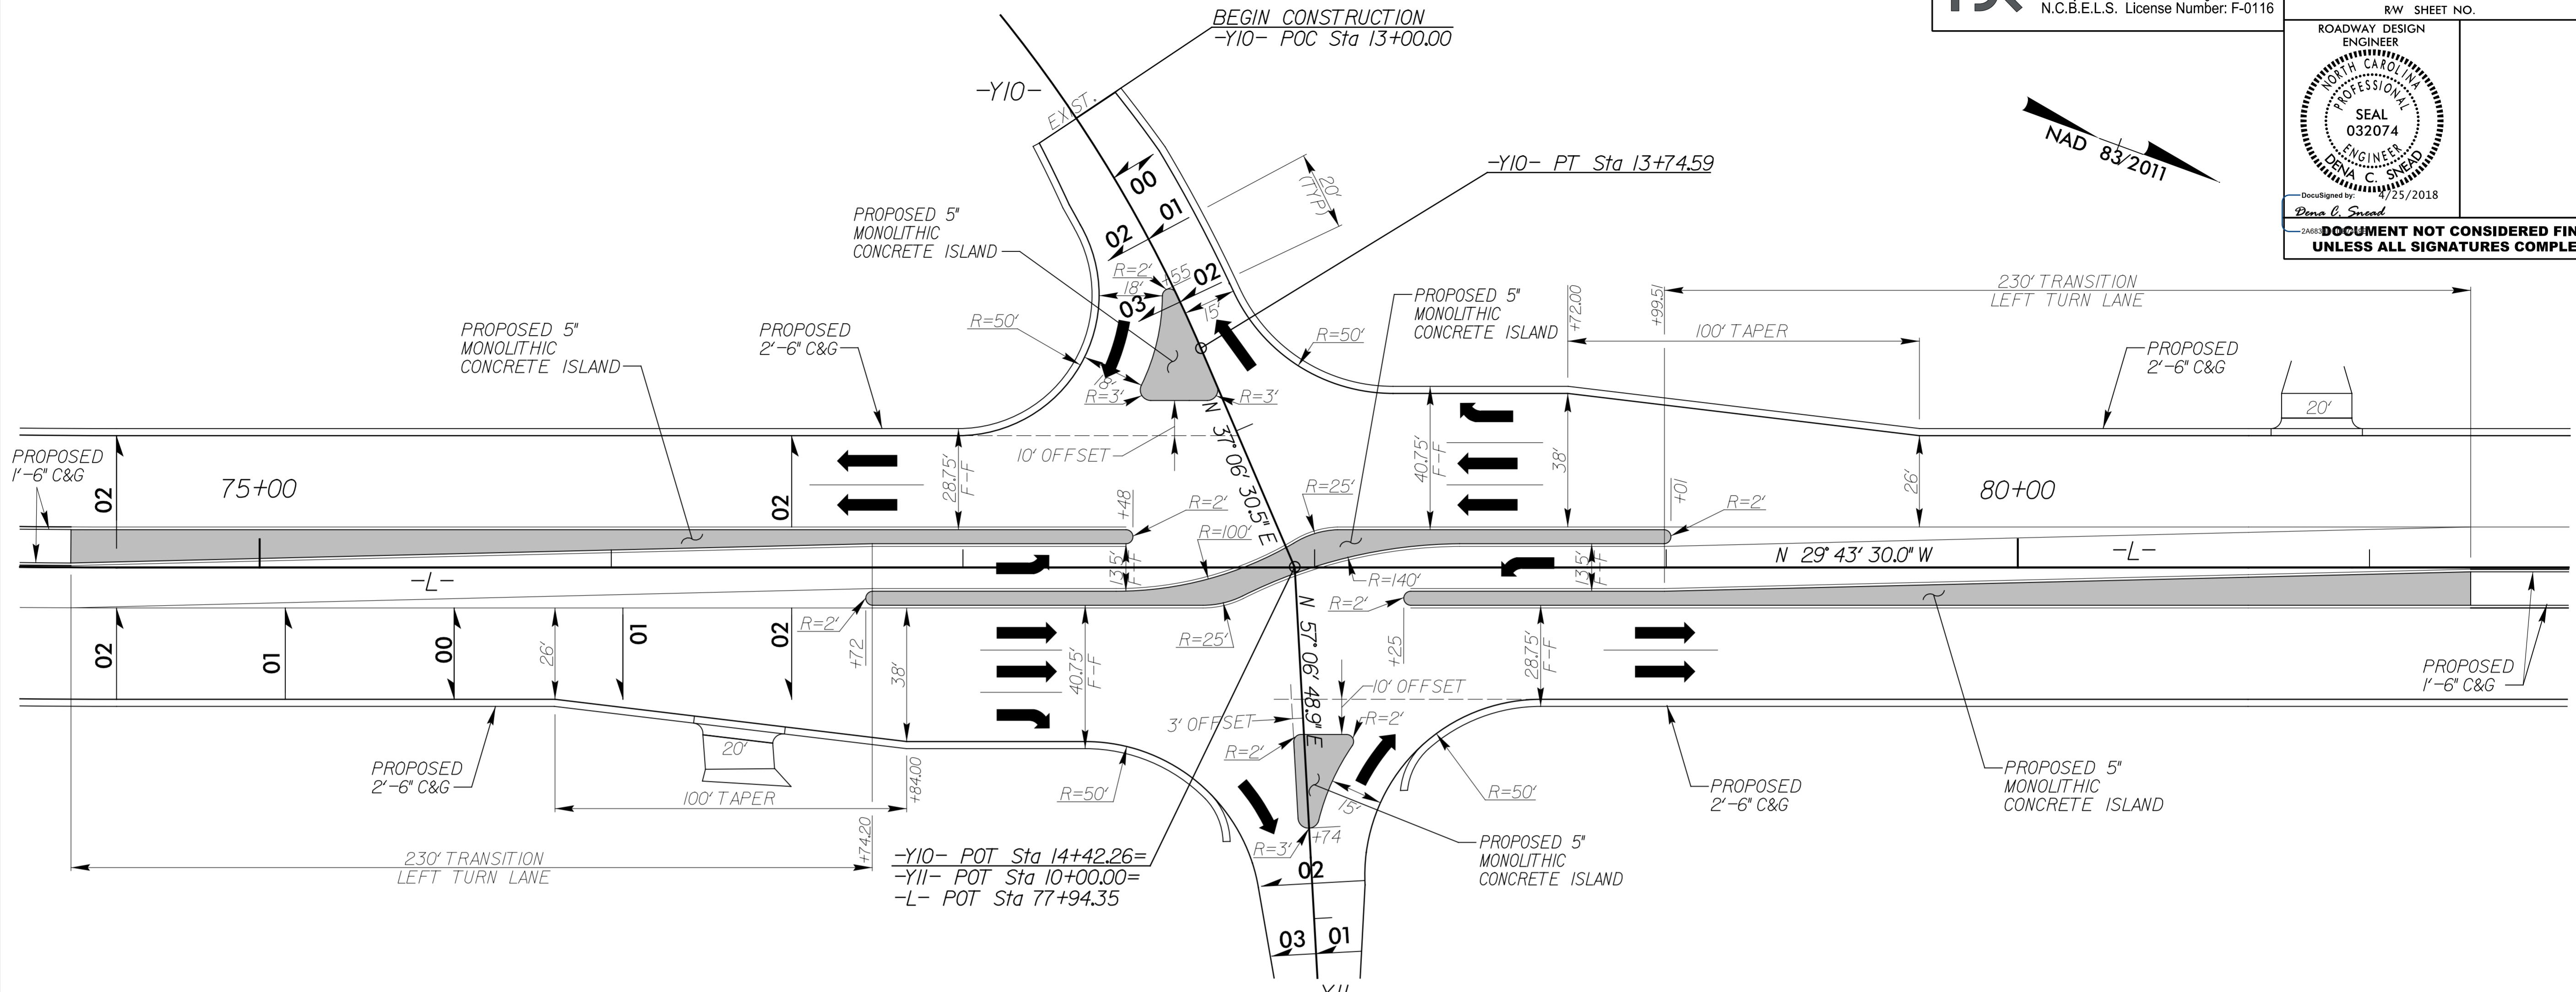 N.C.B.E.L.S. License Number: F-0116
R/W SHEET NO.
ROADWAY DESIGN
ENGINEER
NORTH CAROLINA
PROFESSIONAL
SEAL
032074
ENGINEER
DENA C. SNEAD
DocuSigned by:
4/25/2018
Dena C. Snead
DOCUMENT NOT CONSIDERED FIN
UNLESS ALL SIGNATURES COMPLE
NAD 83/2011
BEGIN CONSTRUCTION
-Y10- POC Sta 13+00.00
-Y10-
EXIST.
-Y10- PT Sta 13+74.59
20'
(TYP)
00
01
02
02
03
+55
R=2'
18'
15'
18'
R=3'
R=3'
R=50'
R=50'
PROPOSED 5"
MONOLITHIC
CONCRETE ISLAND
PROPOSED 5"
MONOLITHIC
CONCRETE ISLAND
PROPOSED
2'-6" C&G
PROPOSED 5"
MONOLITHIC
CONCRETE ISLAND
+72.00
+99.51
230' TRANSITION
LEFT TURN LANE
100' TAPER
PROPOSED
2'-6" C&G
20'
PROPOSED
1'-6" C&G
02
75+00
02
28.75'
F-F
10' OFFSET
N 37° 06' 30.5" E
40.75'
F-F
38'
26'
80+00
+48
R=2'
R=100'
R=25'
+01
R=2'
13.5'
F-F
R=140'
13.5'
F-F
N 29° 43' 30.0" W
-L-
-L-
02
01
00
26'
01
02
R=2'
+72
38'
40.75'
F-F
R=25'
R=2'
+25
28.75'
F-F
N 57° 06' 48.9" E
10' OFFSET
3' OFFSET
R=2'
R=2'
15'
R=3'
+74
R=50'
R=50'
PROPOSED
1'-6" C&G
PROPOSED
2'-6" C&G
20'
100' TAPER
+84.00
+74.20
230' TRANSITION
LEFT TURN LANE
PROPOSED
2'-6" C&G
PROPOSED 5"
MONOLITHIC
CONCRETE ISLAND
PROPOSED 5"
MONOLITHIC
CONCRETE ISLAND
-Y10- POT Sta 14+42.26=
-Y11- POT Sta 10+00.00=
-L- POT Sta 77+94.35
02
03
01